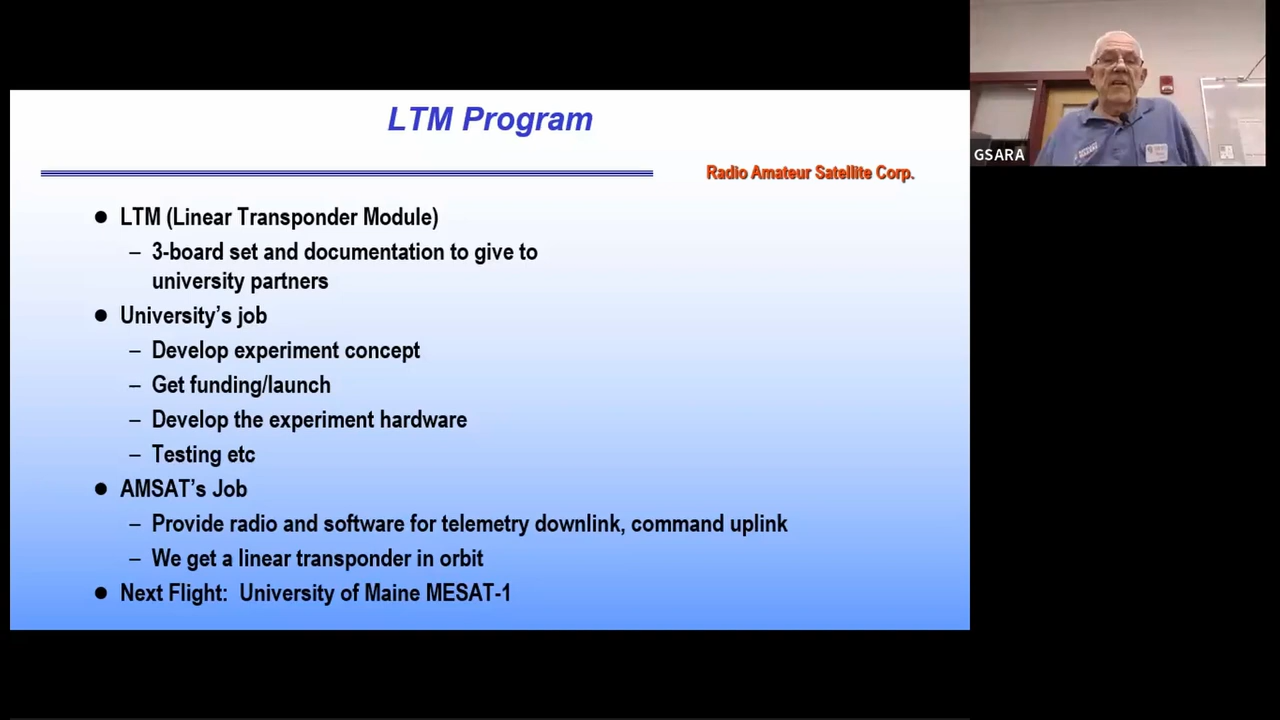 LTM Program
Radio Amateur Satellite Corp.
● LTM (Linear Transponder Module)
– 3-board set and documentation to give to
university partners
● University's job
– Develop experiment concept
– Get funding/launch
– Develop the experiment hardware
– Testing etc
● AMSAT's Job
– Provide radio and software for telemetry downlink, command uplink
– We get a linear transponder in orbit
● Next Flight: University of Maine MESAT-1
GSARA